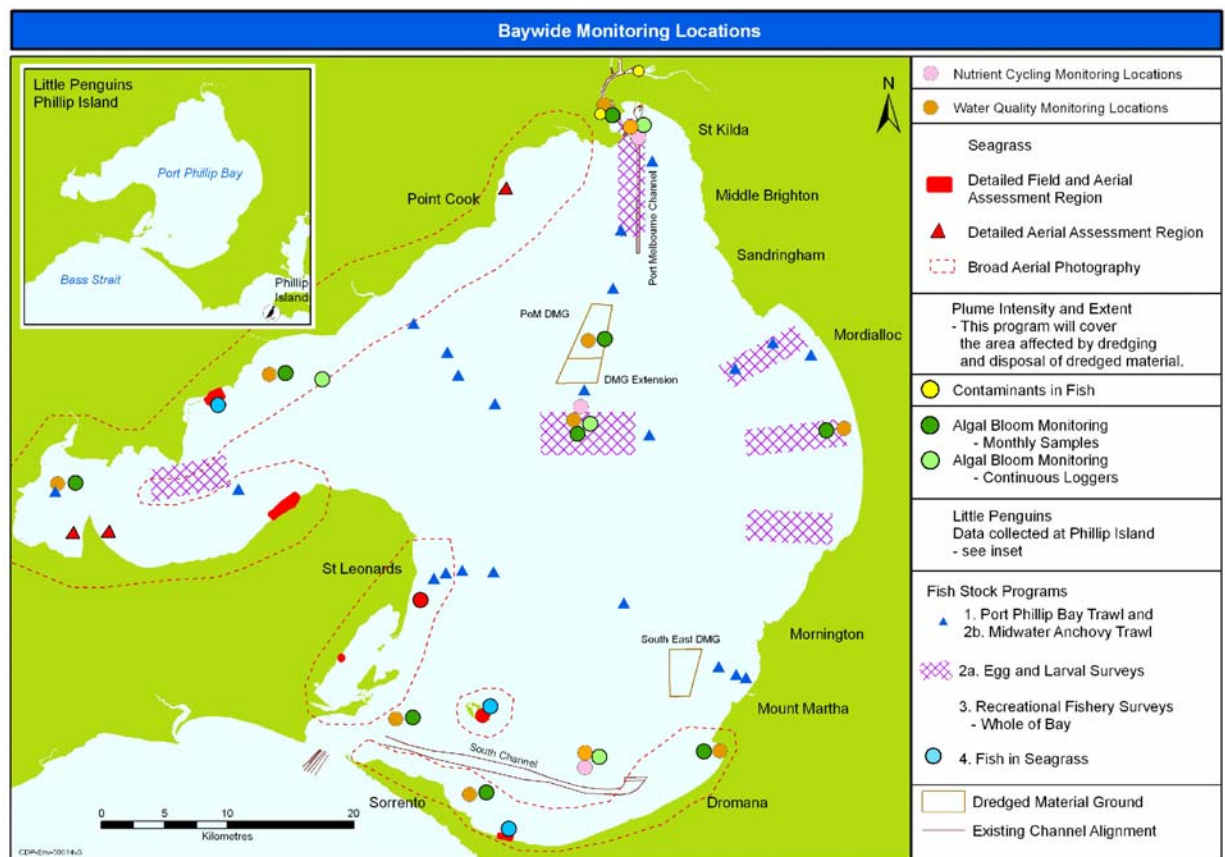 Baywide Monitoring Locations
Little Penguins
Phillip Island
Port Phillip Bay
Bass Strait
Phillip
Island
N
St Kilda
Point Cook
Middle Brighton
Port Melbourne Channel
Sandringham
PoM DMG
Mordialloc
DMG Extension
St Leonards
Mornington
South East DMG
Mount Martha
South Channel
Sorrento
Dromana
0 10 20
Kilometres
Nutrient Cycling Monitoring Locations
Water Quality Monitoring Locations
Seagrass
Detailed Field and Aerial
Assessment Region
Detailed Aerial Assessment Region
Broad Aerial Photography
Plume Intensity and Extent
- This program will cover
the area affected by dredging
and disposal of dredged material.
Contaminants in Fish
Algal Bloom Monitoring
- Monthly Samples
Algal Bloom Monitoring
- Continuous Loggers
Little Penguins
Data collected at Phillip Island
- see inset
Fish Stock Programs
1. Port Phillip Bay Trawl and
2b. Midwater Anchovy Trawl
2a. Egg and Larval Surveys
3. Recreational Fishery Surveys
- Whole of Bay
4. Fish in Seagrass
Dredged Material Ground
Existing Channel Alignment